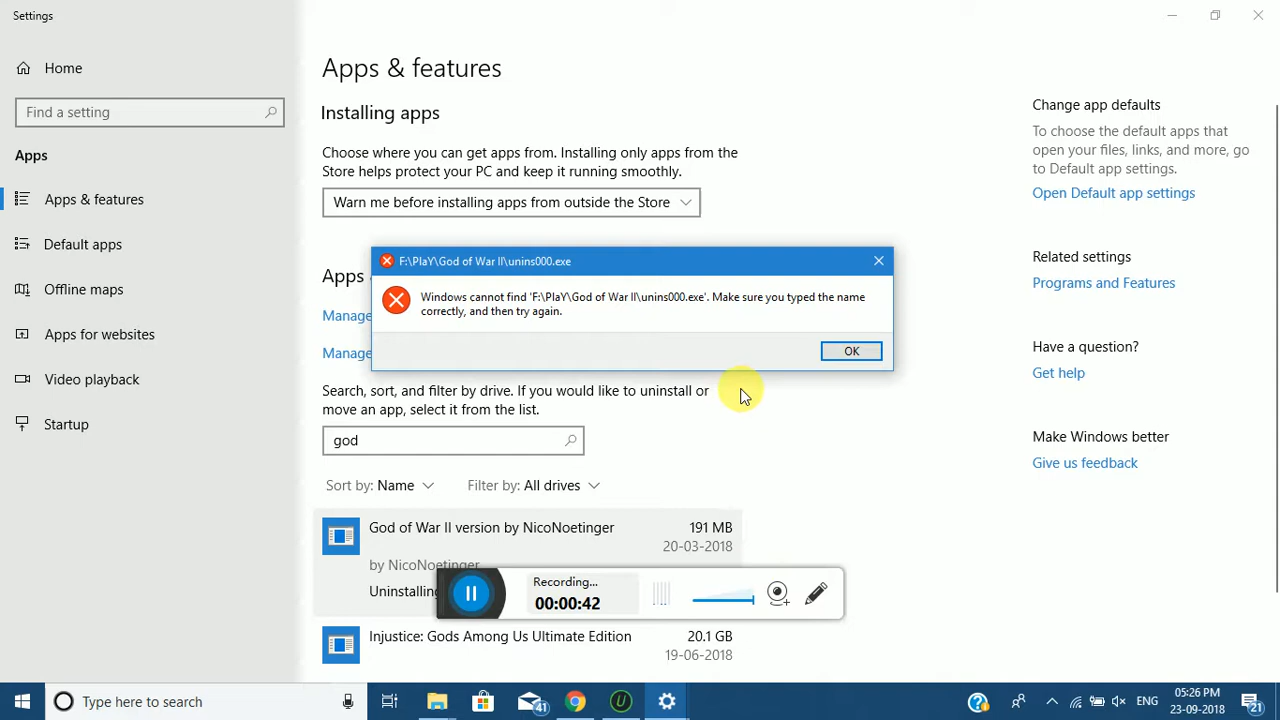 Settings
Home
Find a setting
Apps
Apps & features
Default apps
Offline maps
Apps for websites
Video playback
Startup
Apps & features
Installing apps
Choose where you can get apps from. Installing only apps from the
Store helps protect your PC and keep it running smoothly.
Warn me before installing apps from outside the Store
Apps
Manage
Manage
F:\PlaY\God of War II\unins000.exe
Windows cannot find 'F:\PlaY\God of War II\unins000.exe'. Make sure you typed the name
correctly, and then try again.
OK
Search, sort, and filter by drive. If you would like to uninstall or
move an app, select it from the list.
god
Sort by: Name
Filter by: All drives
God of War II version by NicoNoetinger
191 MB
20-03-2018
by NicoNoetinger
Uninstalling
Recording...
00:00:42
Injustice: Gods Among Us Ultimate Edition
20.1 GB
19-06-2018
Change app defaults
To choose the default apps that
open your files, links, and more, go
to Default app settings.
Open Default app settings
Related settings
Programs and Features
Have a question?
Get help
Make Windows better
Give us feedback
Type here to search
41
U
ENG
05:26 PM
23-09-2018
21